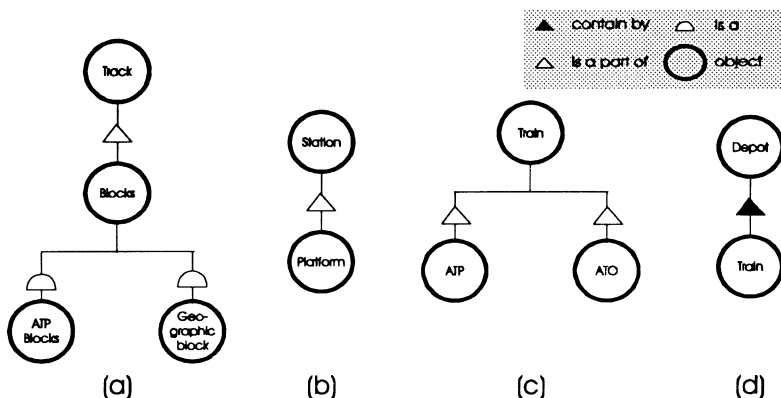 contain by
is a
is a part of
object
Track
Blocks
ATP
Blocks
Geo-
graphic
block
(a)
Station
Platform
(b)
Train
ATP
ATO
(c)
Depot
Train
(d)